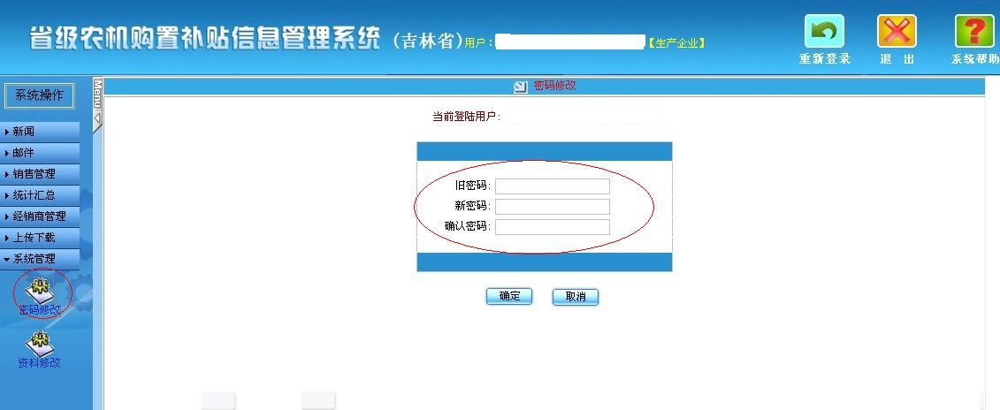 省级农机购置补贴信息管理系统（吉林省）用户：【生产企业】
重新登录 退 出 系统帮助
系统操作
Menu
密码修改
当前登陆用户：
新闻
邮件
销售管理
统计汇总
经销商管理
上传下载
系统管理
密码修改
资料修改
旧密码：
新密码：
确认密码：
确定 取消